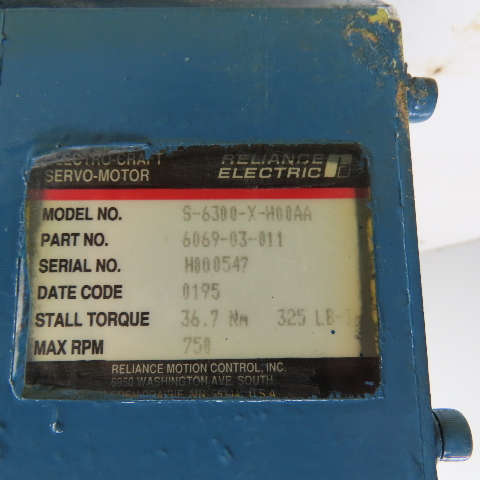 ELECTRO-CRAFT
SERVO-MOTOR
RELIANCE
ELECTRIC
MODEL NO. S-6300-X-H00AA
PART NO. 6069-03-011
SERIAL NO. H000547
DATE CODE 0195
STALL TORQUE 36.7 Nm 325 LB-
MAX RPM 750
RELIANCE MOTION CONTROL, INC.
6950 WASHINGTON AVE. SOUTH
U.S.A.